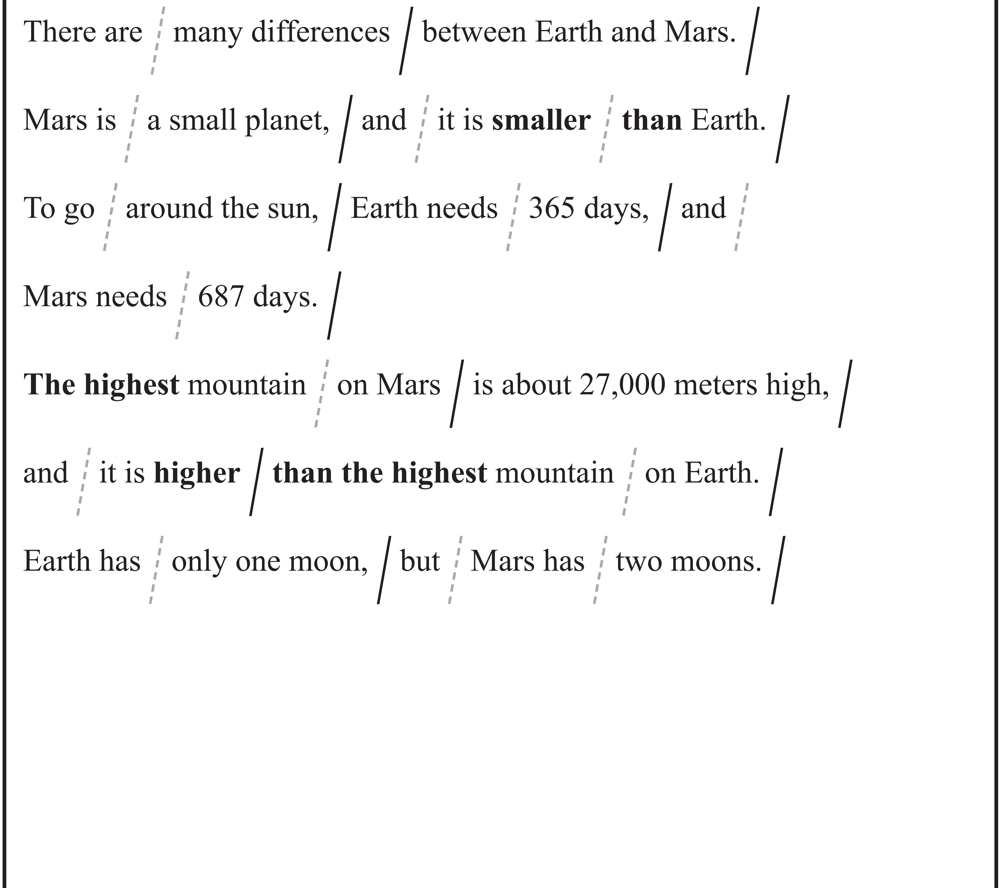 There are / many differences / between Earth and Mars. /
Mars is / a small planet, / and / it is smaller / than Earth. /
To go / around the sun, / Earth needs / 365 days, / and /
Mars needs / 687 days. /
The highest mountain / on Mars / is about 27,000 meters high, /
and / it is higher / than the highest mountain / on Earth. /
Earth has / only one moon, / but / Mars has / two moons. /